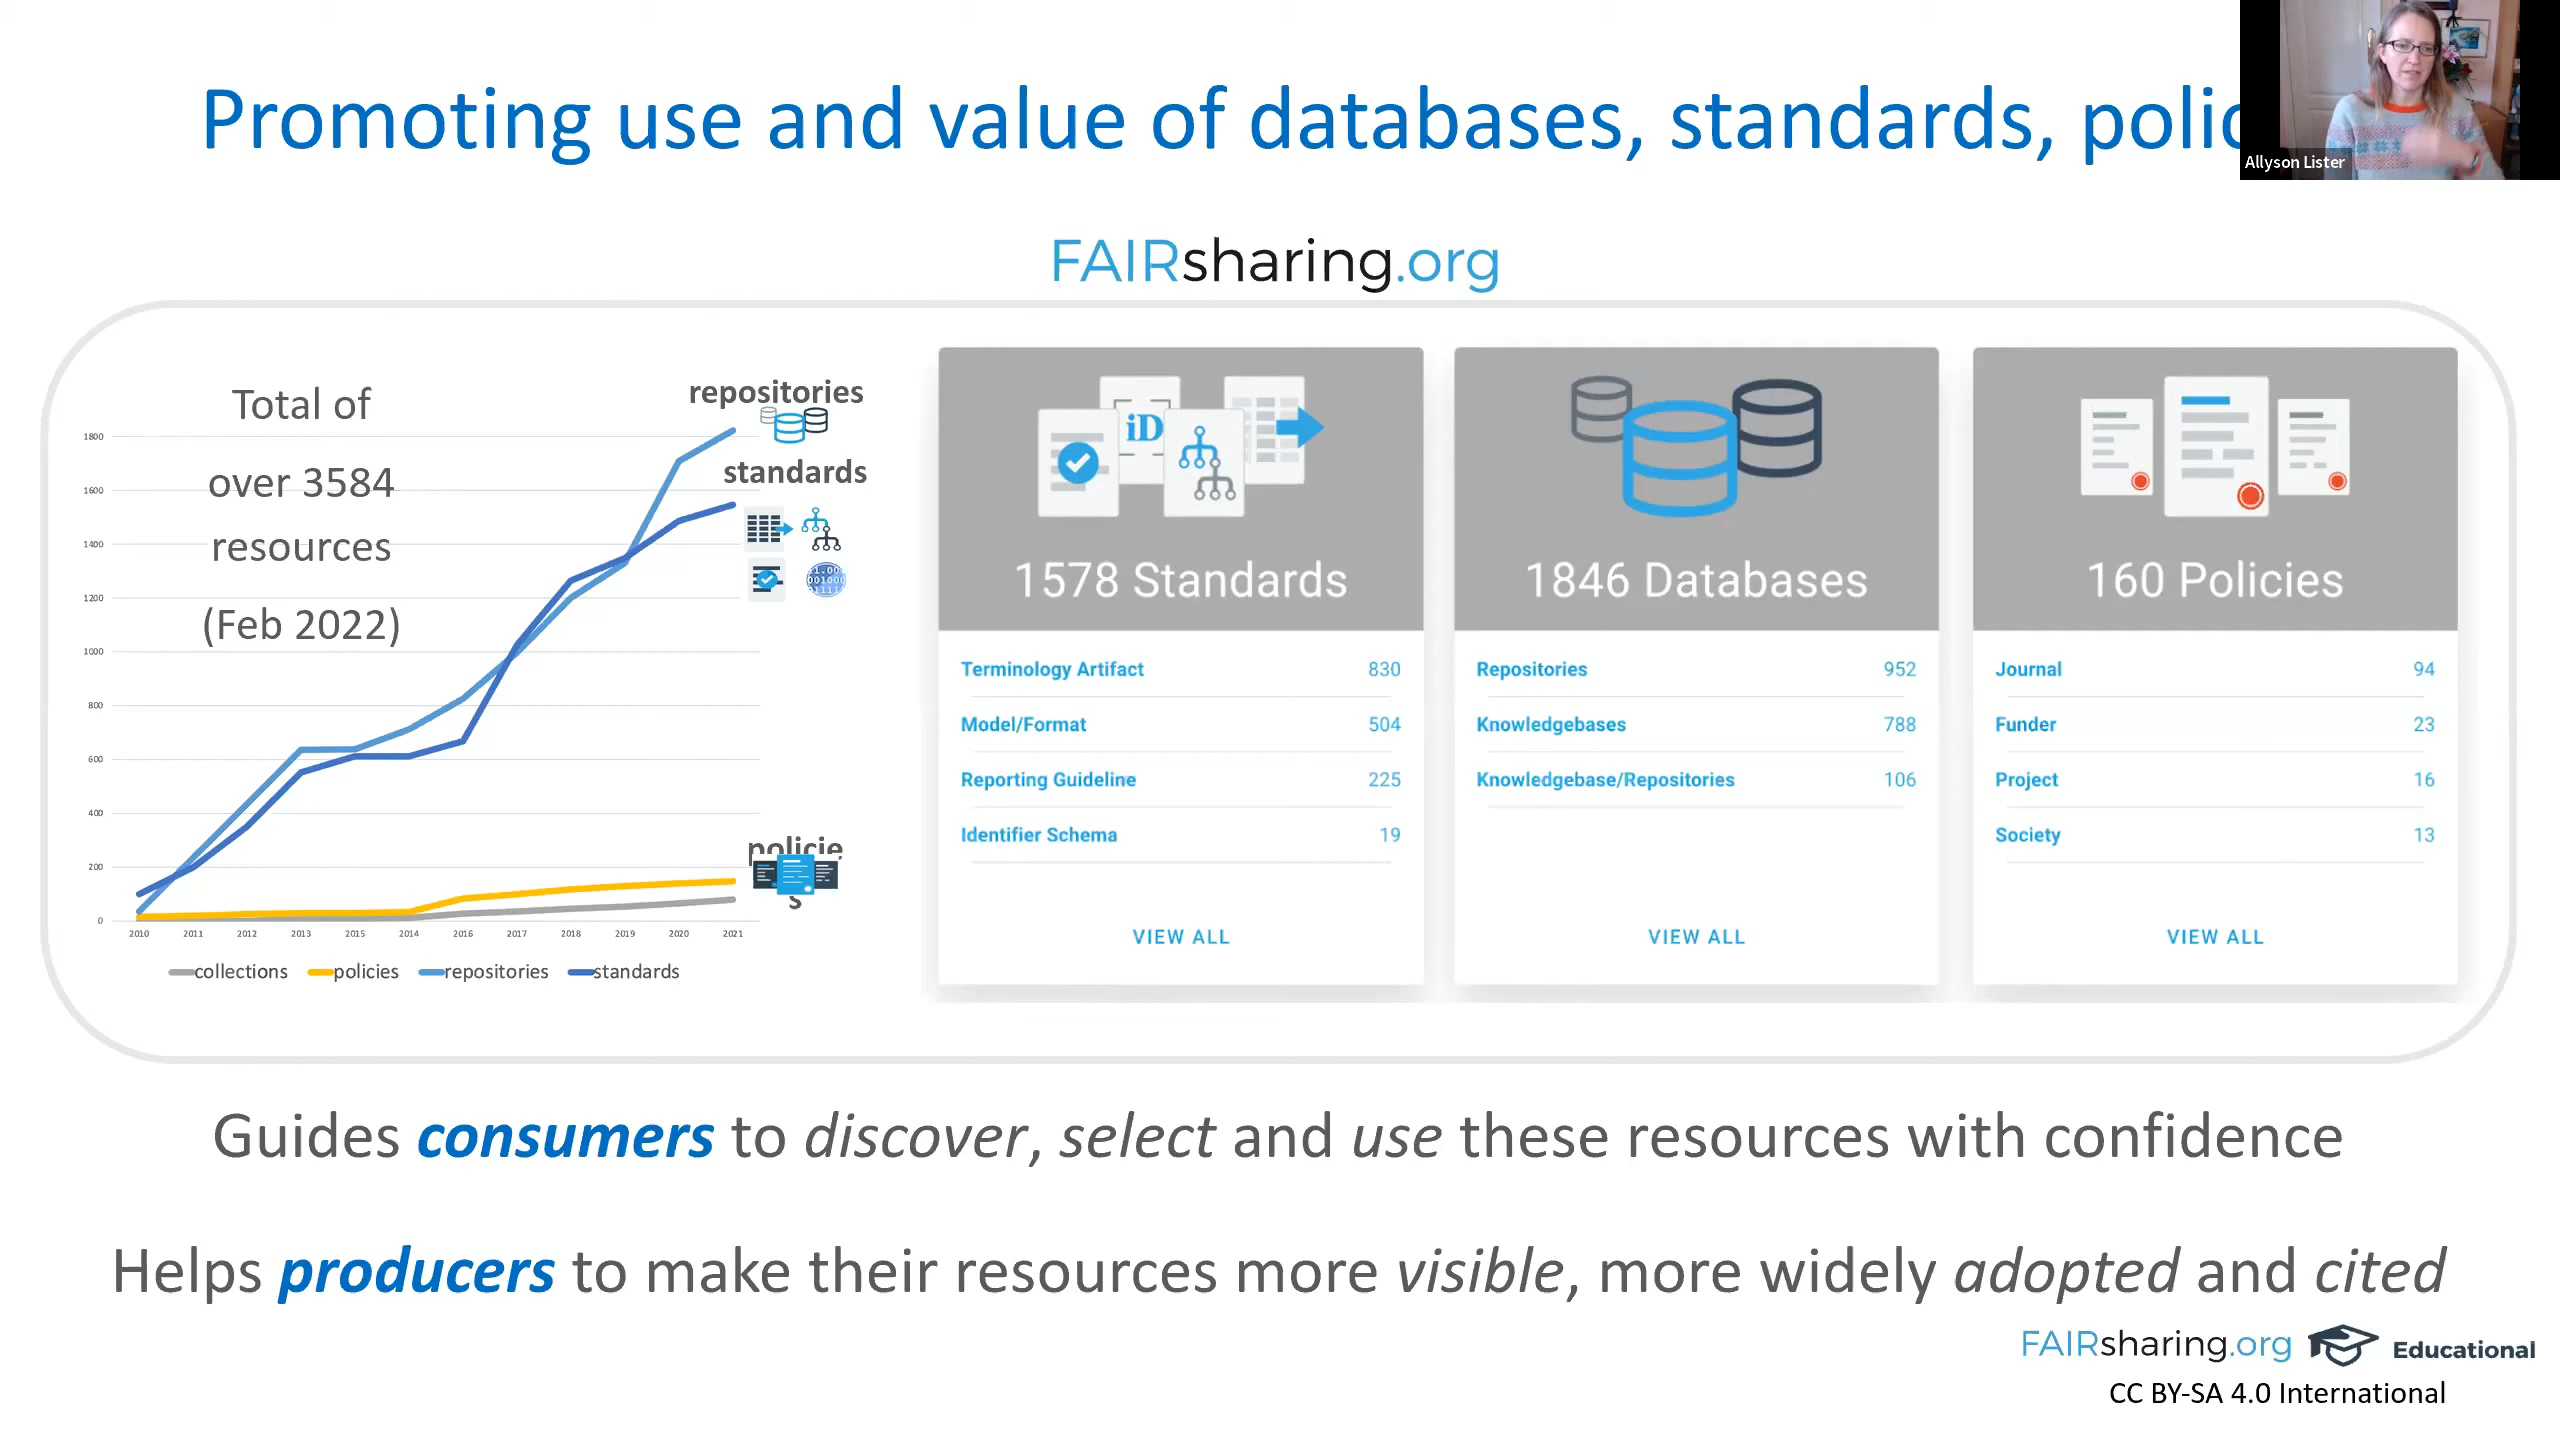 Promoting use and value of databases, standards,
Allyson Lister
FAIRsharing.org
Total of
over 3584
resources
(Feb 2022)
repositories
standards
policie
s
1800
1600
1400
1200
1000
800
600
400
200
0
2010 2011 2012 2013 2015 2014 2016 2017 2018 2019 2020 2021
collections policies repositories standards
iD
1578 Standards
Terminology Artifact 830
Model/Format 504
Reporting Guideline 225
Identifier Schema 19
VIEW ALL
1846 Databases
Repositories 952
Knowledgebases 788
Knowledgebase/Repositories 106
VIEW ALL
160 Policies
Journal 94
Funder 23
Project 16
Society 13
VIEW ALL
Guides consumers to discover, select and use these resources with confidence
Helps producers to make their resources more visible, more widely adopted and cited
FAIRsharing.org Educational
CC BY-SA 4.0 International